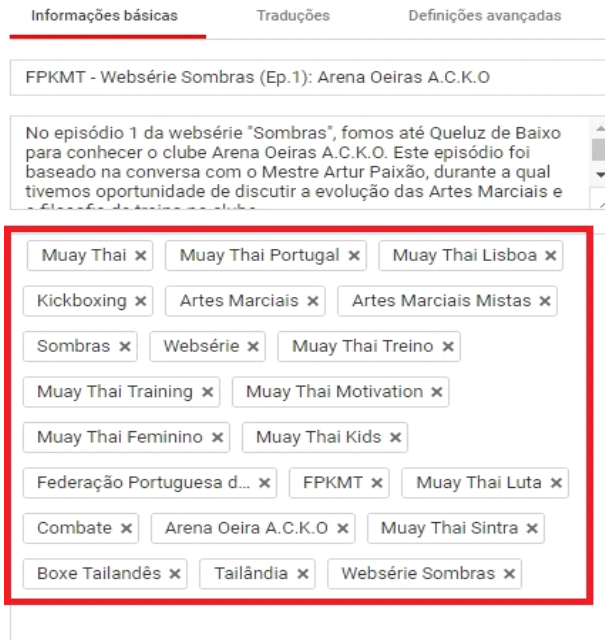 Informações básicas Traduções Definições avançadas
FPKMT - Websérie Sombras (Ep.1): Arena Oeiras A.C.K.O
No episódio 1 da websérie "Sombras", fomos até Queluz de Baixo
para conhecer o clube Arena Oeiras A.C.K.O. Este episódio foi
baseado na conversa com o Mestre Artur Paixão, durante a qual
tivemos oportunidade de discutir a evolução das Artes Marciais e
a filosofia de treino no clube
Muay Thai × Muay Thai Portugal × Muay Thai Lisboa ×
Kickboxing × Artes Marciais × Artes Marciais Mistas ×
Sombras × Websérie × Muay Thai Treino ×
Muay Thai Training × Muay Thai Motivation ×
Muay Thai Feminino × Muay Thai Kids ×
Federação Portuguesa d... × FPKMT × Muay Thai Luta ×
Combate × Arena Oeira A.C.K.O × Muay Thai Sintra ×
Boxe Tailandês × Tailândia × Websérie Sombras ×